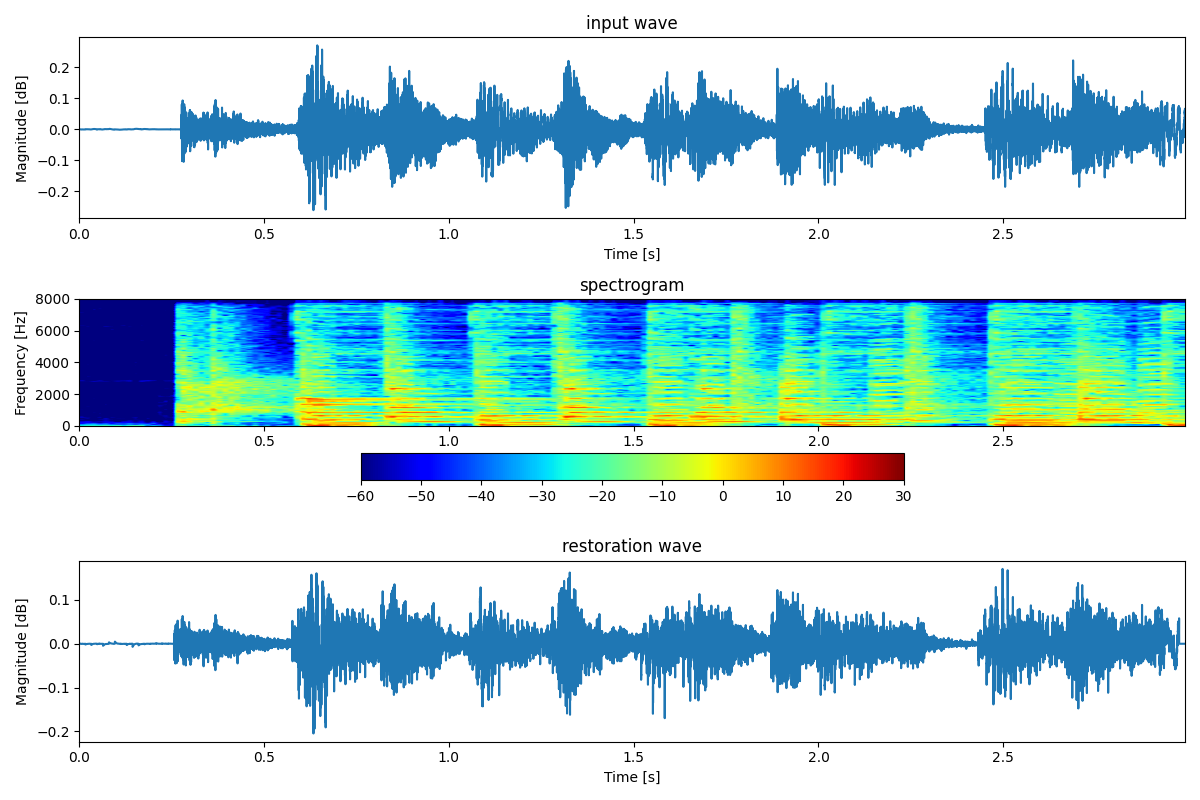 input wave
Magnitude [dB]
0.2
0.1
0.0
−0.1
−0.2
0.0 0.5 1.0 1.5 2.0 2.5
Time [s]
spectrogram
Frequency [Hz]
8000
6000
4000
2000
0
0.0 0.5 1.0 1.5 2.0 2.5
−60 −50 −40 −30 −20 −10 0 10 20 30
restoration wave
Magnitude [dB]
0.1
0.0
−0.1
−0.2
0.0 0.5 1.0 1.5 2.0 2.5
Time [s]